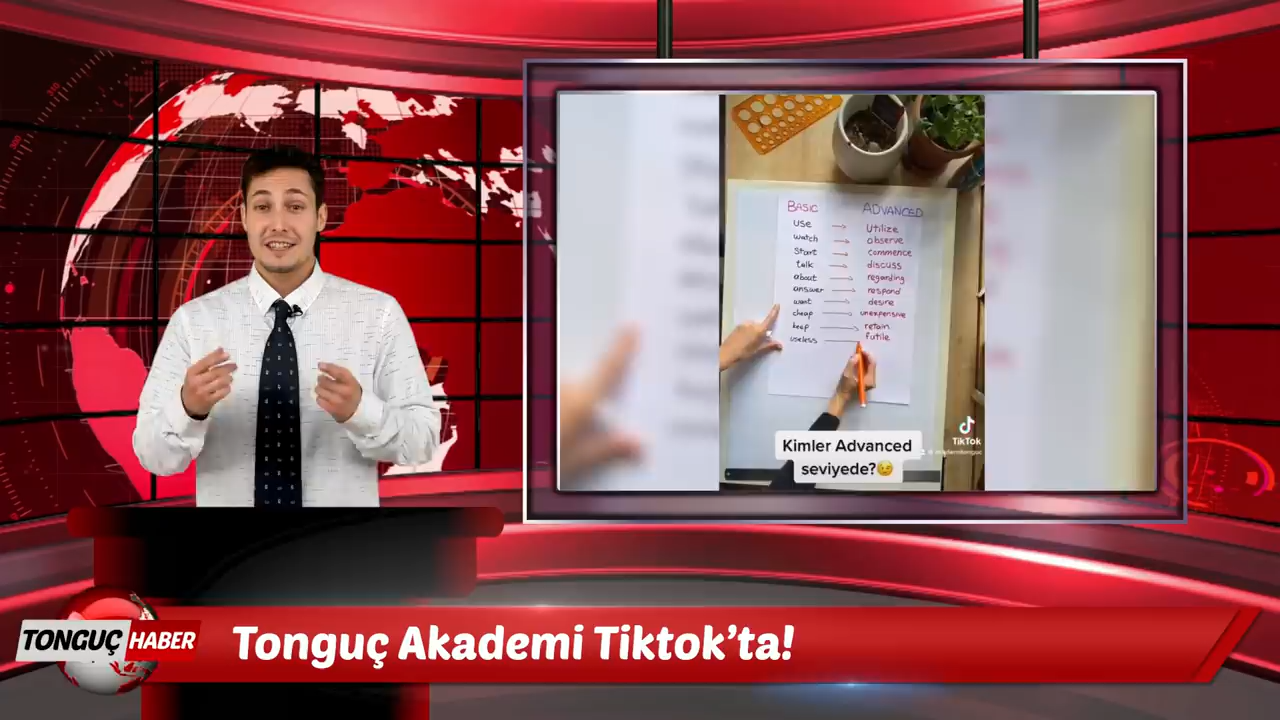 BASIC ADVANCED
use → Utilize
watch → observe
start → commence
talk → discuss
about → regarding
answer → respond
want → desire
cheap → unexpensive
keep → retain
useless → futile
Kimler Advanced
seviyede?😉
TikTok
TONGUÇ HABER
Tonguç Akademi Tiktok'ta!